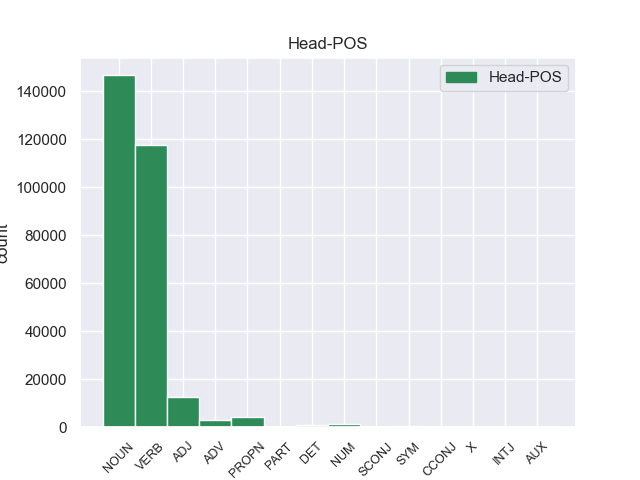 Head-POS
Head-POS
140000
120000
100000
80000
60000
40000
20000
0
count
NOUN VERB ADJ ADV PROPN PART DET NUM SCONJ SYM CCONJ X INTJ AUX